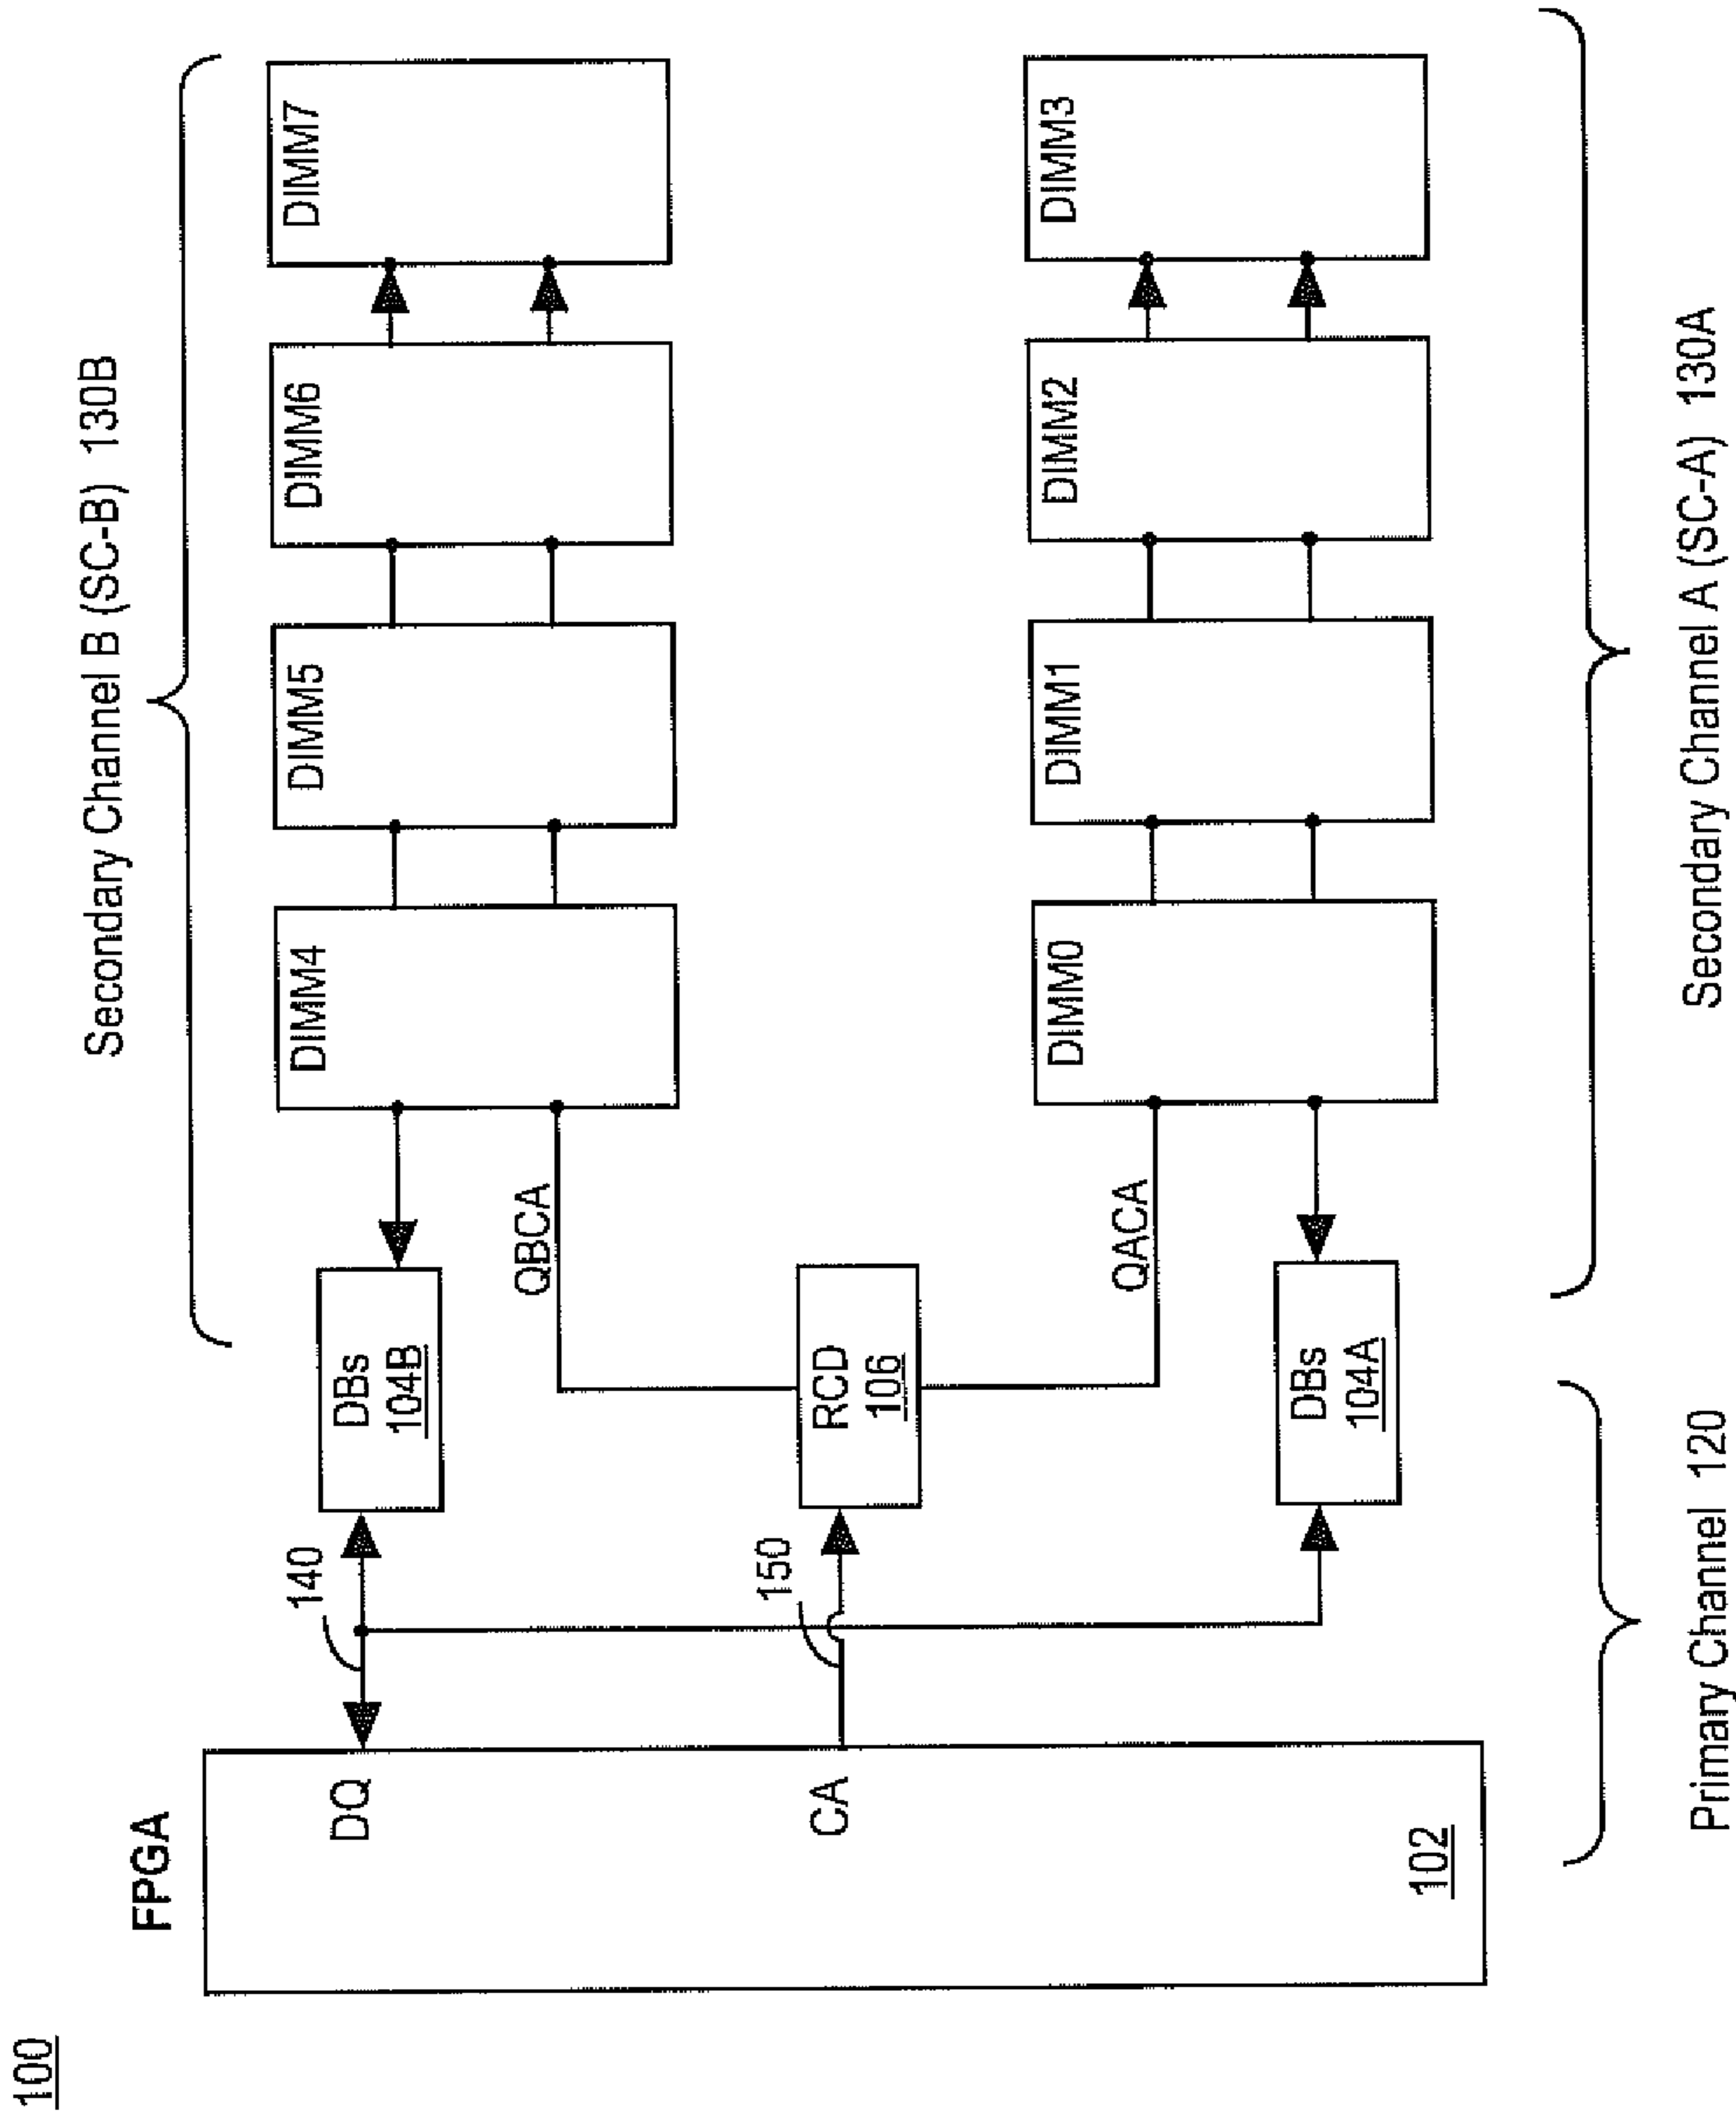 100
Secondary Channel B (SC-B) 130B
FPGA
DQ
140
DBs
104B
DIMM4
DIMM5
DIMM6
DIMM7
QBCA
CA
150
RCD
106
QACA
DIMM0
DIMM1
DIMM2
DIMM3
102
DBs
104A
Primary Channel 120
Secondary Channel A (SC-A) 130A